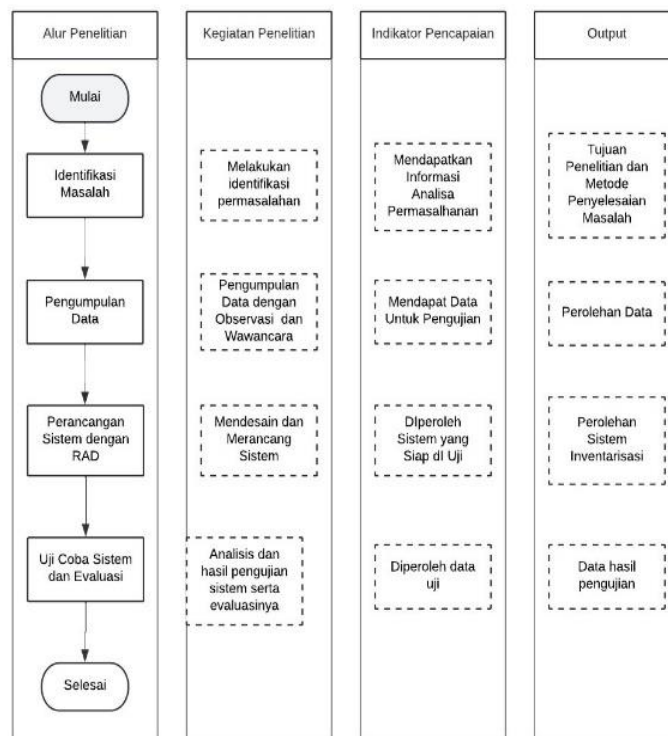 Alur Penelitian
Kegiatan Penelitian
Indikator Pencapaian
Output
Mulai
Identifikasi
Masalah
Melakukan
identifikasi
permasalahan
Mendapatkan
Informasi
Analisa
Permasalhanan
Tujuan
Penelitian dan
Metode
Penyelesaian
Masalah
Pengumpulan
Data
Pengumpulan
Data dengan
Observasi dan
Wawancara
Mendapat Data
Untuk Pengujian
Perolehan Data
Perancangan
Sistem dengan
RAD
Mendesain dan
Merancang
Sistem
DIperoleh
Sistem yang
Siap dI Uji
Perolehan
Sistem
Inventarisasi
Uji Coba Sistem
dan Evaluasi
Analisis dan
hasil pengujian
sistem serta
evaluasinya
Diperoleh data
uji
Data hasil
pengujian
Selesai